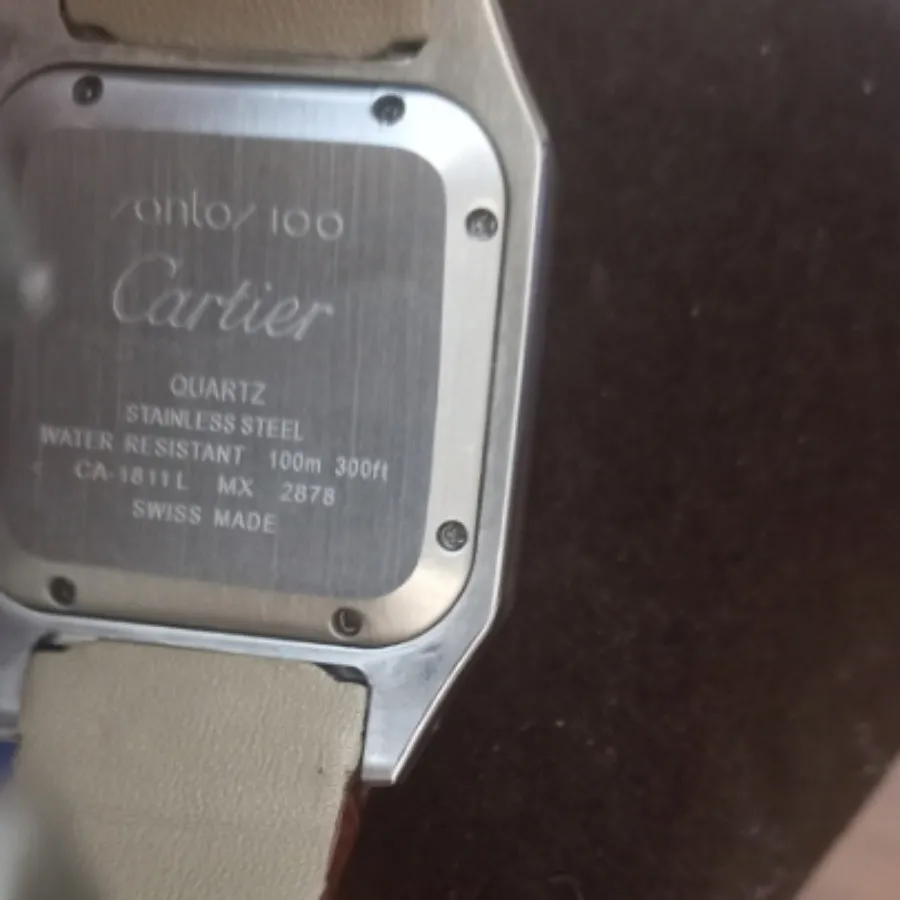 santos 100
Cartier
QUARTZ
STAINLESS STEEL
WATER RESISTANT 100m 300ft
CA-1811L MX 2878
SWISS MADE